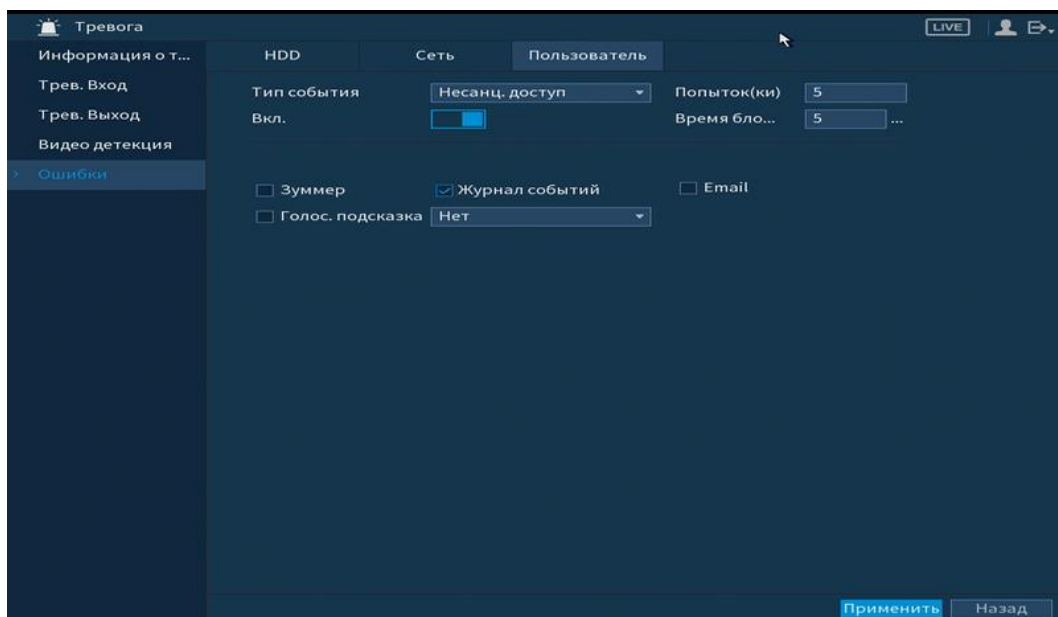 Тревога
LIVE
Информация о т...
HDD
Сеть
Пользователь
Трев. Вход
Тип события
Несанц. доступ
Попыток(ки)
5
Трев. Выход
Вкл.
Время бло...
5
...
Видео детекция
Ошибки
Зуммер
Журнал событий
Email
Голос. подсказка
Нет
Применить
Назад